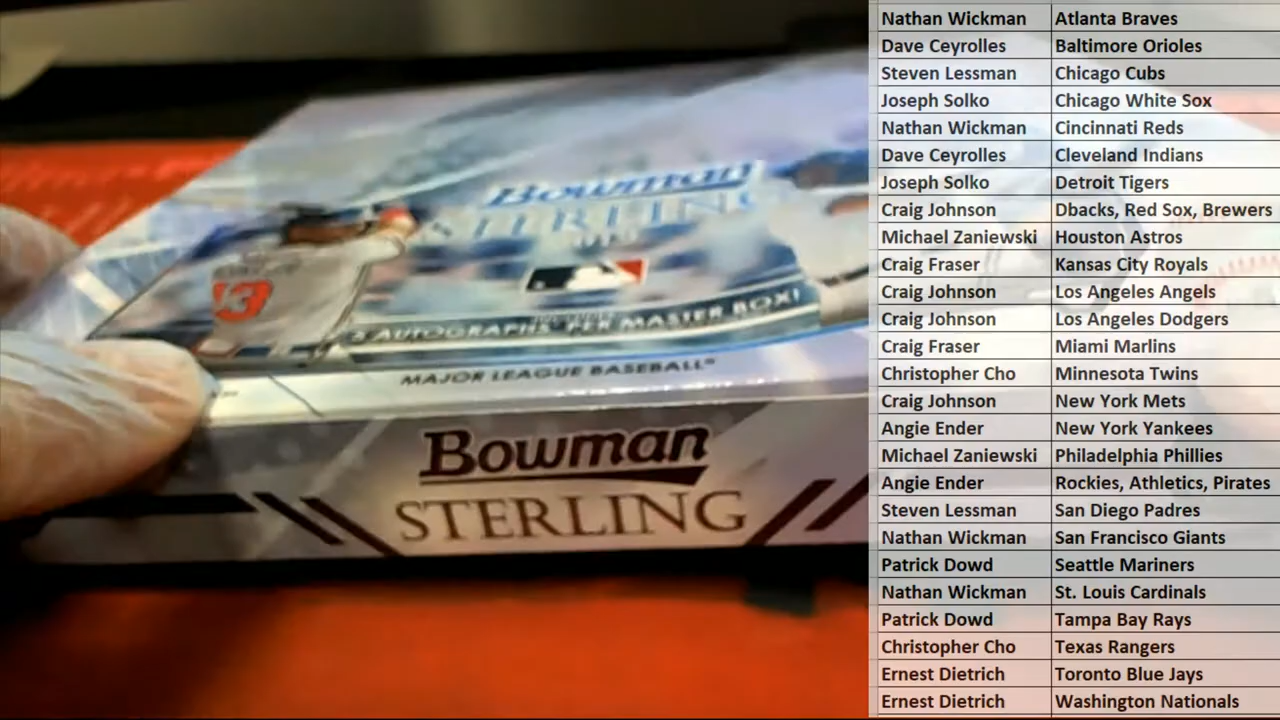 Bowman
STERLING
AUTOGRAPHS PER MASTER BOX!
MAJOR LEAGUE BASEBALL
Bowman
STERLING
Nathan Wickman Atlanta Braves
Dave Ceyrolles Baltimore Orioles
Steven Lessman Chicago Cubs
Joseph Solko Chicago White Sox
Nathan Wickman Cincinnati Reds
Dave Ceyrolles Cleveland Indians
Joseph Solko Detroit Tigers
Craig Johnson Dbacks, Red Sox, Brewers
Michael Zaniewski Houston Astros
Craig Fraser Kansas City Royals
Craig Johnson Los Angeles Angels
Craig Johnson Los Angeles Dodgers
Craig Fraser Miami Marlins
Christopher Cho Minnesota Twins
Craig Johnson New York Mets
Angie Ender New York Yankees
Michael Zaniewski Philadelphia Phillies
Angie Ender Rockies, Athletics, Pirates
Steven Lessman San Diego Padres
Nathan Wickman San Francisco Giants
Patrick Dowd Seattle Mariners
Nathan Wickman St. Louis Cardinals
Patrick Dowd Tampa Bay Rays
Christopher Cho Texas Rangers
Ernest Dietrich Toronto Blue Jays
Ernest Dietrich Washington Nationals